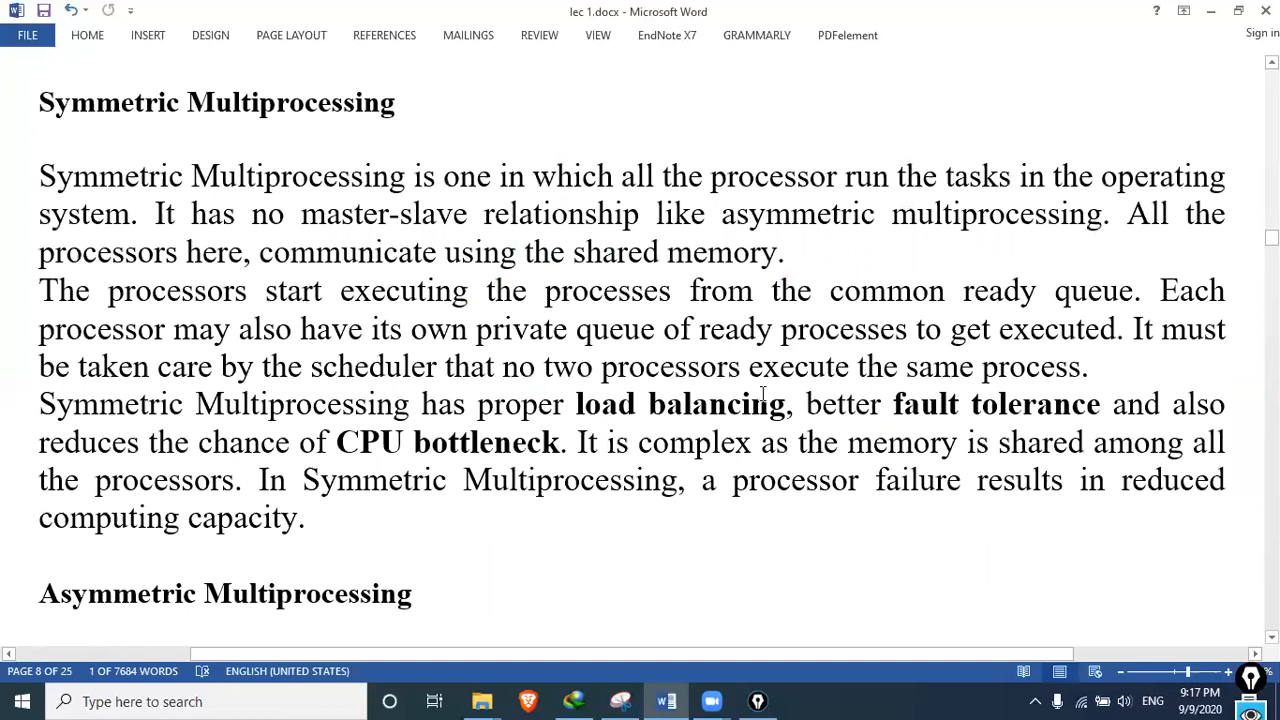 lec 1.docx - Microsoft Word
?
FILE HOME INSERT DESIGN PAGE LAYOUT REFERENCES MAILINGS REVIEW VIEW EndNote X7 GRAMMARLY PDFelement Sign in
Symmetric Multiprocessing
Symmetric Multiprocessing is one in which all the processor run the tasks in the operating
system. It has no master-slave relationship like asymmetric multiprocessing. All the
processors here, communicate using the shared memory.
The processors start executing the processes from the common ready queue. Each
processor may also have its own private queue of ready processes to get executed. It must
be taken care by the scheduler that no two processors execute the same process.
Symmetric Multiprocessing has proper load balancing, better fault tolerance and also
reduces the chance of CPU bottleneck. It is complex as the memory is shared among all
the processors. In Symmetric Multiprocessing, a processor failure results in reduced
computing capacity.
Asymmetric Multiprocessing
PAGE 8 OF 25 1 OF 7684 WORDS ENGLISH (UNITED STATES)
Type here to search
ENG
9:17 PM
9/9/2020